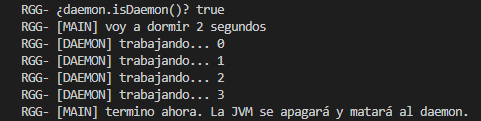 RGG- ¿daemon.isDaemon()? true
RGG- [MAIN] voy a dormir 2 segundos
RGG- [DAEMON] trabajando... 0
RGG- [DAEMON] trabajando... 1
RGG- [DAEMON] trabajando... 2
RGG- [DAEMON] trabajando... 3
RGG- [MAIN] termino ahora. La JVM se apagará y matará al daemon.